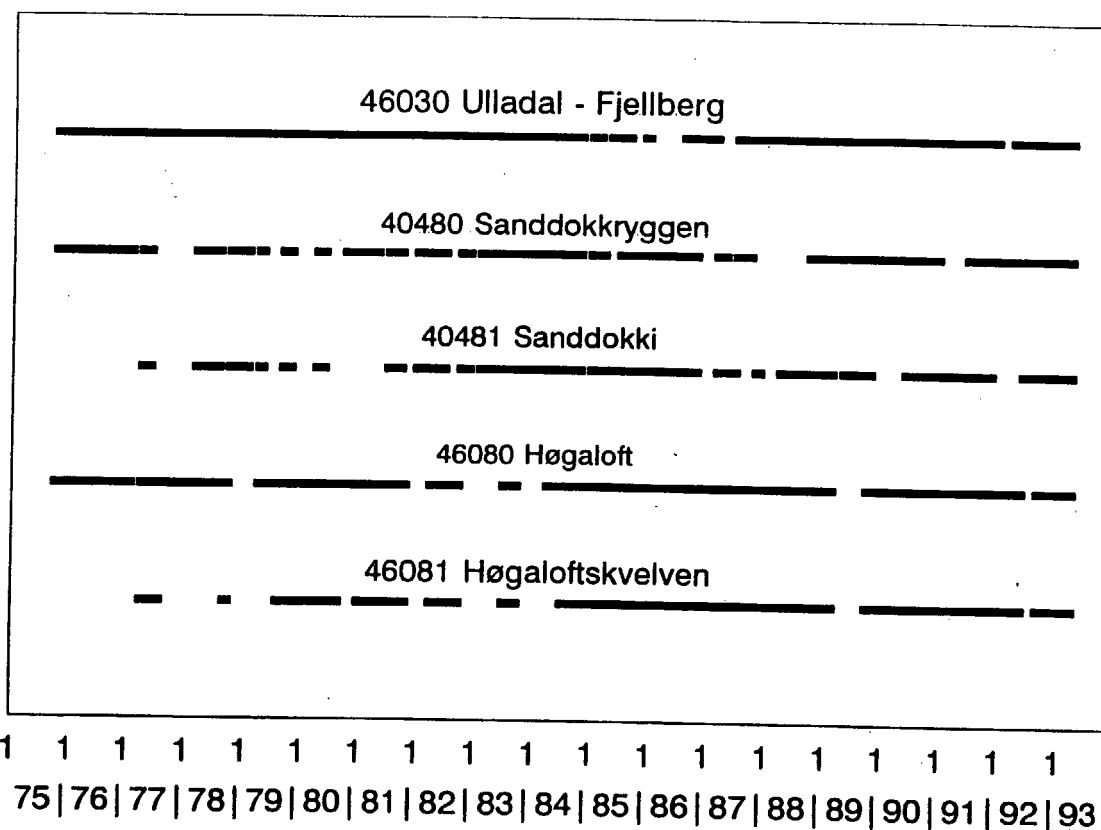 46030 Ulladal - Fjellberg
40480 Sanddokkryggen
40481 Sanddokki
46080 Høgaloft
46081 Høgaloftskvelven
1 1 1 1 1 1 1 1 1 1 1 1 1 1 1 1 1 1 1
75|76|77|78|79|80|81|82|83|84|85|86|87|88|89|90|91|92|93